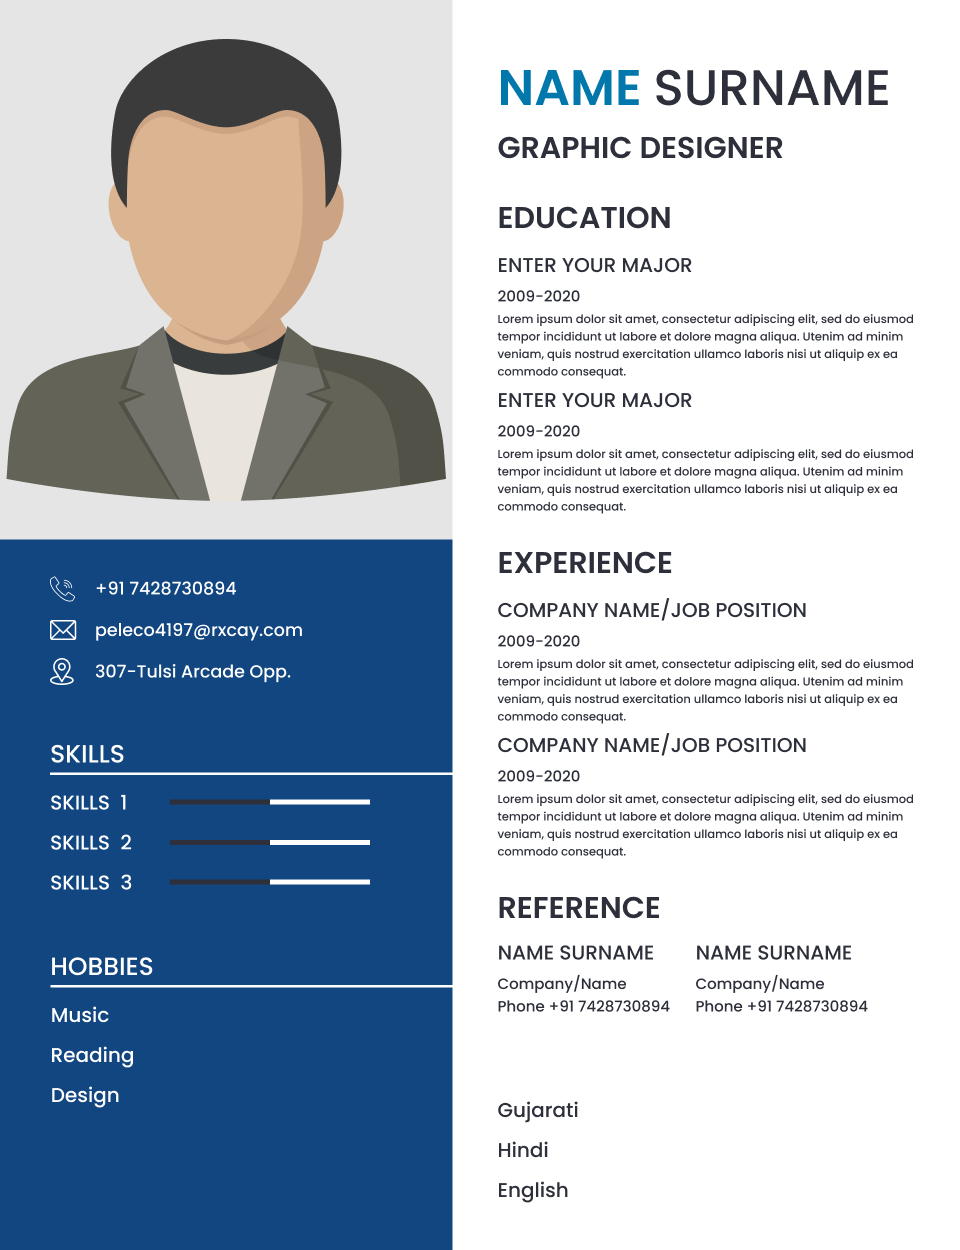 NAME SURNAME
GRAPHIC DESIGNER
EDUCATION
ENTER YOUR MAJOR
2009-2020
Lorem ipsum dolor sit amet, consectetur adipiscing elit, sed do eiusmod
tempor incididunt ut labore et dolore magna aliqua. Utenim ad minim
veniam, quis nostrud exercitation ullamco laboris nisi ut aliquip ex ea
commodo consequat.
ENTER YOUR MAJOR
2009-2020
Lorem ipsum dolor sit amet, consectetur adipiscing elit, sed do eiusmod
tempor incididunt ut labore et dolore magna aliqua. Utenim ad minim
veniam, quis nostrud exercitation ullamco laboris nisi ut aliquip ex ea
commodo consequat.
EXPERIENCE
COMPANY NAME/JOB POSITION
2009-2020
Lorem ipsum dolor sit amet, consectetur adipiscing elit, sed do eiusmod
tempor incididunt ut labore et dolore magna aliqua. Utenim ad minim
veniam, quis nostrud exercitation ullamco laboris nisi ut aliquip ex ea
commodo consequat.
COMPANY NAME/JOB POSITION
2009-2020
Lorem ipsum dolor sit amet, consectetur adipiscing elit, sed do eiusmod
tempor incididunt ut labore et dolore magna aliqua. Utenim ad minim
veniam, quis nostrud exercitation ullamco laboris nisi ut aliquip ex ea
commodo consequat.
REFERENCE
NAME SURNAME
Company/Name
Phone +91 7428730894
NAME SURNAME
Company/Name
Phone +91 7428730894
Gujarati
Hindi
English
+91 7428730894
peleco4197@rxcay.com
307-Tulsi Arcade Opp.
SKILLS
SKILLS 1
SKILLS 2
SKILLS 3
HOBBIES
Music
Reading
Design